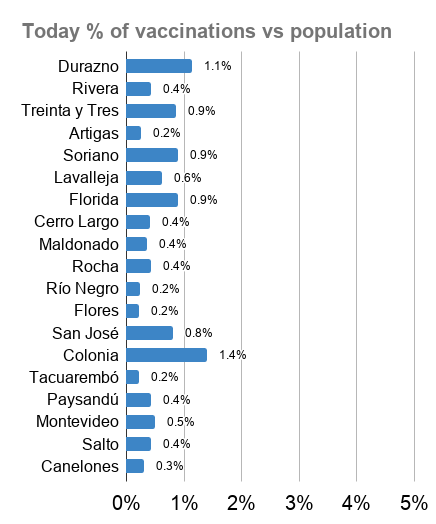 Today % of vaccinations vs population
Durazno 1.1%
Rivera 0.4%
Treinta y Tres 0.9%
Artigas 0.2%
Soriano 0.9%
Lavalleja 0.6%
Florida 0.9%
Cerro Largo 0.4%
Maldonado 0.4%
Rocha 0.4%
Río Negro 0.2%
Flores 0.2%
San José 0.8%
Colonia 1.4%
Tacuarembó 0.2%
Paysandú 0.4%
Montevideo 0.5%
Salto 0.4%
Canelones 0.3%
0% 1% 2% 3% 4% 5%